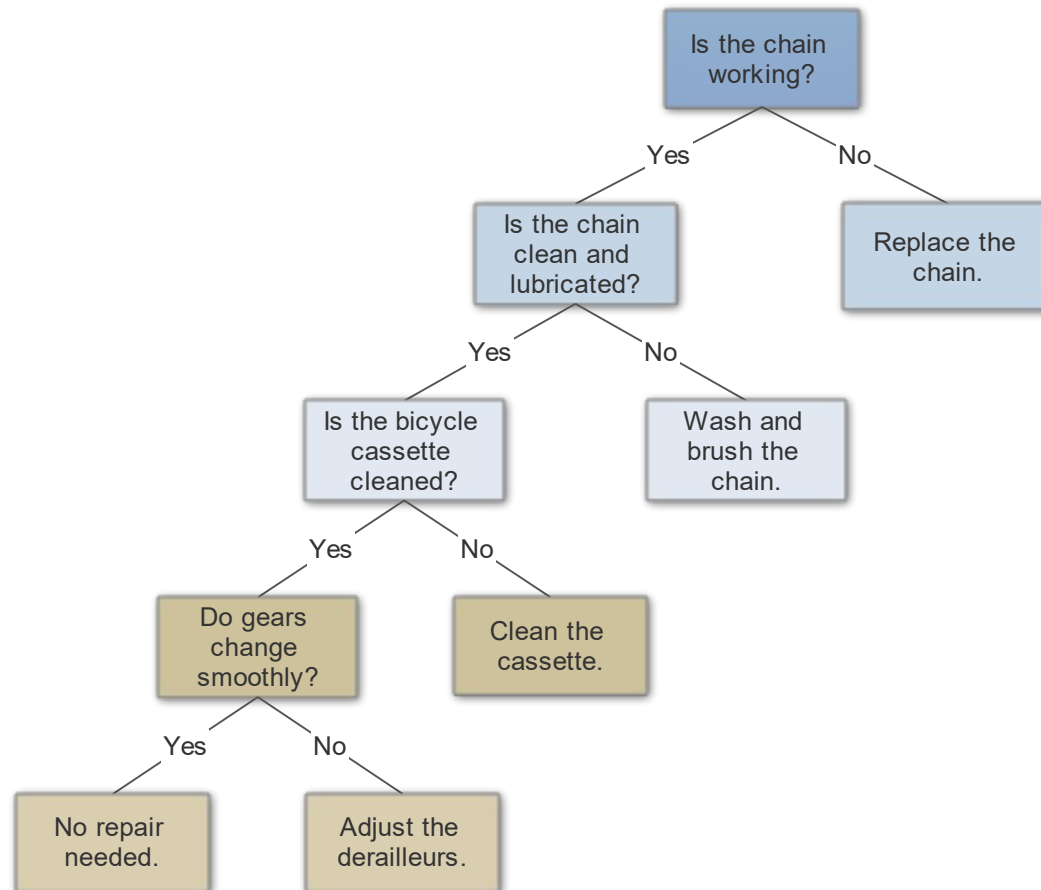 Is the chain
working?
Yes
No
Is the chain
clean and
lubricated?
Replace the
chain.
Yes
No
Is the bicycle
cassette
cleaned?
Wash and
brush the
chain.
Yes
No
Do gears
change
smoothly?
Clean the
cassette.
Yes
No
No repair
needed.
Adjust the
derailleurs.